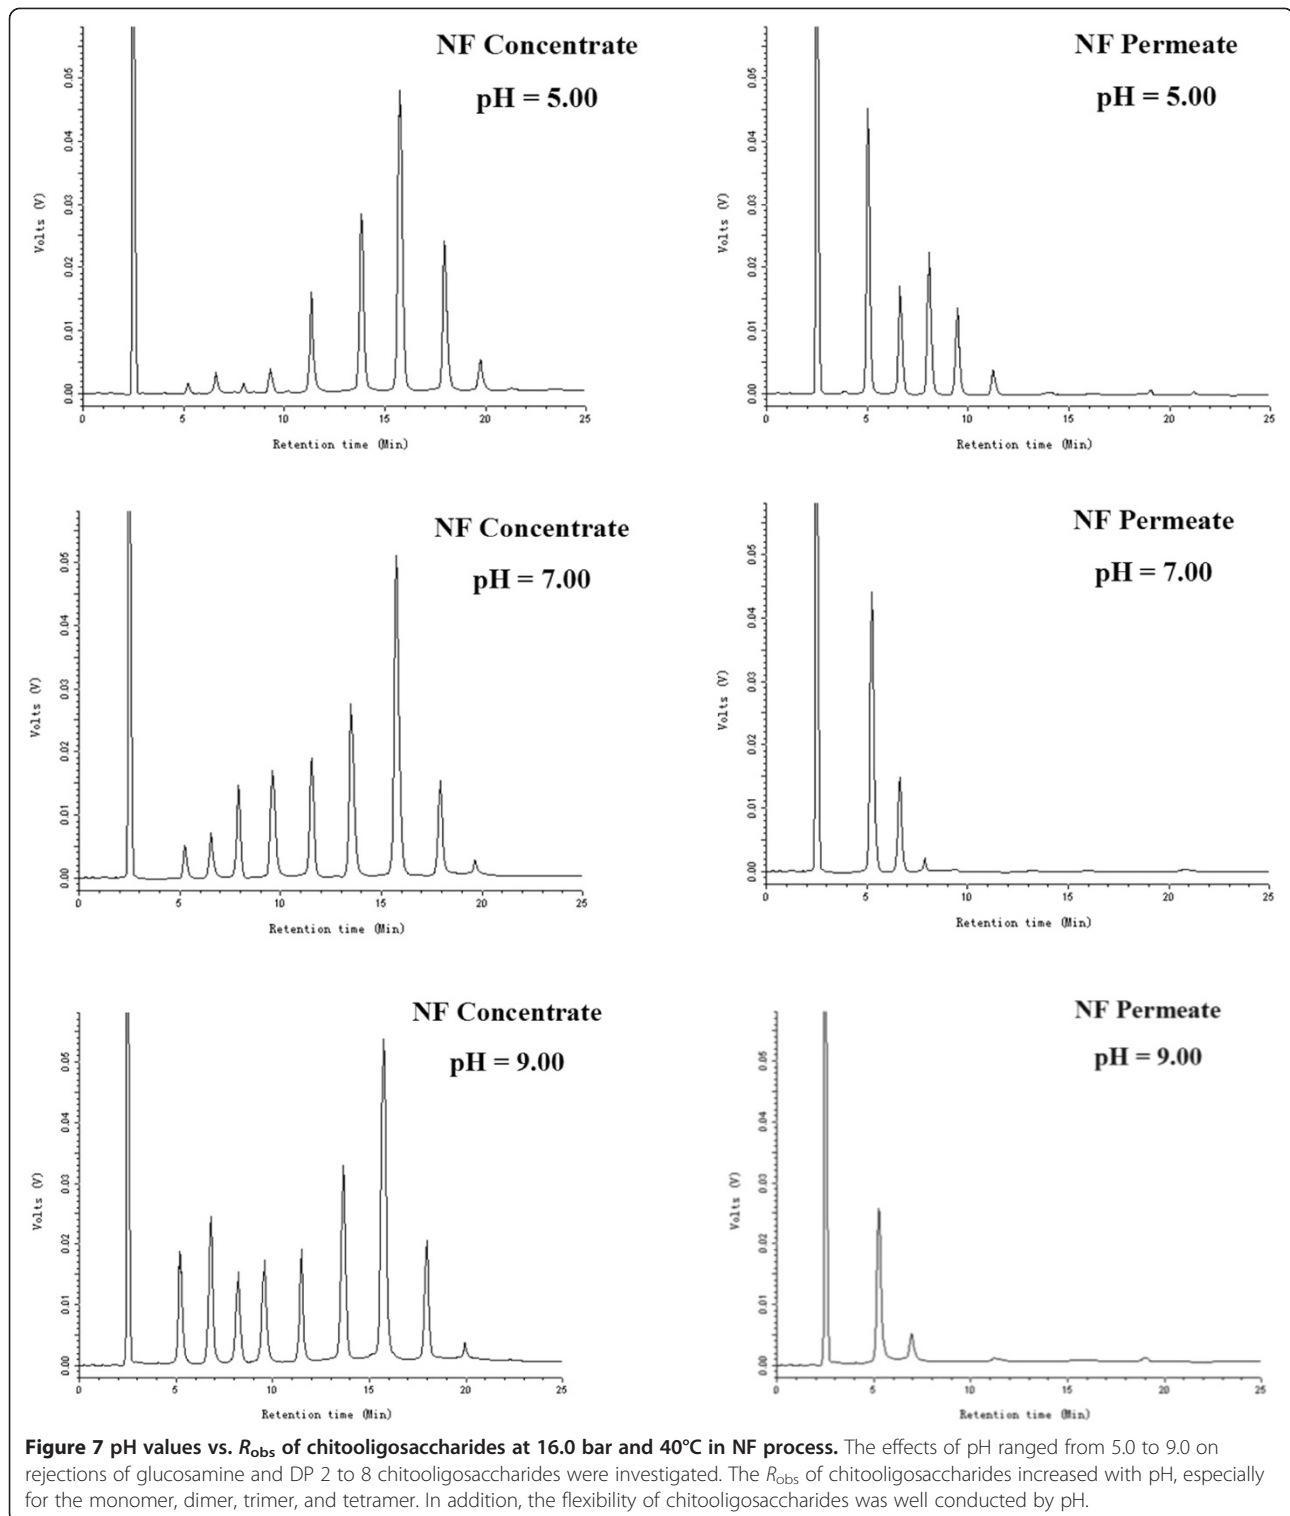 NF Concentrate
pH = 5.00
0.05
0.04
0.03
0.02
0.01
0.00
Volts (V)
0
5
10
15
20
25
Retention time (Min)
NF Permeate
pH = 5.00
0.05
0.04
0.03
0.02
0.01
0.00
Volts (V)
0
5
10
15
20
25
Retention time (Min)
NF Concentrate
pH = 7.00
0.05
0.04
0.03
0.02
0.01
0.00
Volts (V)
0
5
10
15
20
25
Retention time (Min)
NF Permeate
pH = 7.00
0.05
0.04
0.03
0.02
0.01
0.00
Volts (V)
0
5
10
15
20
25
Retention time (Min)
NF Concentrate
pH = 9.00
0.05
0.04
0.03
0.02
0.01
0.00
Volts (V)
0
5
10
15
20
25
Retention time (Min)
NF Permeate
pH = 9.00
0.05
0.04
0.03
0.02
0.01
0.00
Volts (V)
0
5
10
15
20
25
Retention time (Min)
Figure 7 pH values vs. Robs of chitooligosaccharides at 16.0 bar and 40°C in NF process. The effects of pH ranged from 5.0 to 9.0 on
rejections of glucosamine and DP 2 to 8 chitooligosaccharides were investigated. The Robs of chitooligosaccharides increased with pH, especially
for the monomer, dimer, trimer, and tetramer. In addition, the flexibility of chitooligosaccharides was well conducted by pH.